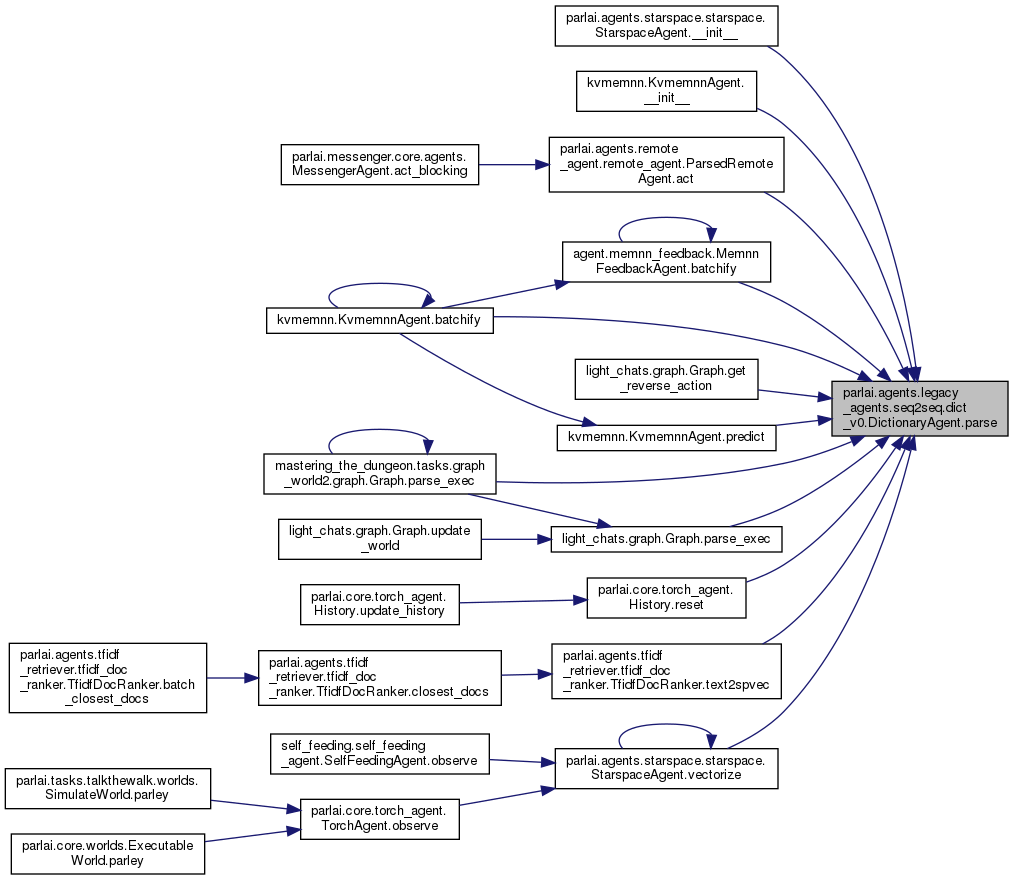 parlai.agents.starspace.starspace.
StarspaceAgent.__init__
kvmemnn.KvmemnnAgent.
__init__
parlai.messenger.core.agents.
MessengerAgent.act_blocking
parlai.agents.remote
_agent.remote_agent.ParsedRemote
Agent.act
agent.memnn_feedback.Memnn
FeedbackAgent.batchify
kvmemnn.KvmemnnAgent.batchify
light_chats.graph.Graph.get
_reverse_action
parlai.agents.legacy
_agents.seq2seq.dict
_v0.DictionaryAgent.parse
kvmemnn.KvmemnnAgent.predict
mastering_the_dungeon.tasks.graph
_world2.graph.Graph.parse_exec
light_chats.graph.Graph.update
_world
light_chats.graph.Graph.parse_exec
parlai.core.torch_agent.
History.update_history
parlai.core.torch_agent.
History.reset
parlai.agents.tfidf
_retriever.tfidf_doc
_ranker.TfidfDocRanker.batch
_closest_docs
parlai.agents.tfidf
_retriever.tfidf_doc
_ranker.TfidfDocRanker.closest_docs
parlai.agents.tfidf
_retriever.tfidf_doc
_ranker.TfidfDocRanker.text2spvec
self_feeding.self_feeding
_agent.SelfFeedingAgent.observe
parlai.agents.starspace.starspace.
StarspaceAgent.vectorize
parlai.tasks.talkthewalk.worlds.
SimulateWorld.parley
parlai.core.torch_agent.
TorchAgent.observe
parlai.core.worlds.Executable
World.parley